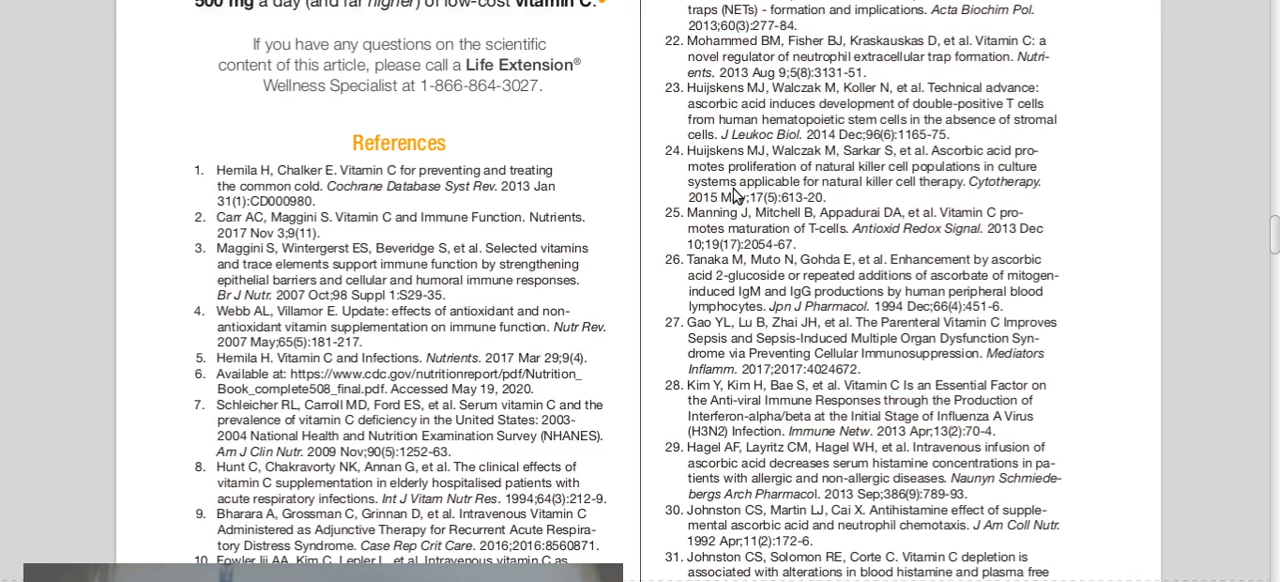 500 mg a day (and far higher) of low-cost vitamin C.
If you have any questions on the scientific
content of this article, please call a Life Extension®
Wellness Specialist at 1-866-864-3027.
References
1. Hemila H, Chalker E. Vitamin C for preventing and treating
the common cold. Cochrane Database Syst Rev. 2013 Jan
31(1):CD000980.
2. Carr AC, Maggini S. Vitamin C and Immune Function. Nutrients.
2017 Nov 3;9(11).
3. Maggini S, Wintergerst ES, Beveridge S, et al. Selected vitamins
and trace elements support immune function by strengthening
epithelial barriers and cellular and humoral immune responses.
Br J Nutr. 2007 Oct;98 Suppl 1:S29-35.
4. Webb AL, Villamor E. Update: effects of antioxidant and non-
antioxidant vitamin supplementation on immune function. Nutr Rev.
2007 May;65(5):181-217.
5. Hemila H. Vitamin C and Infections. Nutrients. 2017 Mar 29;9(4).
6. Available at: https://www.cdc.gov/nutritionreport/pdf/Nutrition_
Book_complete508_final.pdf. Accessed May 19, 2020.
7. Schleicher RL, Carroll MD, Ford ES, et al. Serum vitamin C and the
prevalence of vitamin C deficiency in the United States: 2003-
2004 National Health and Nutrition Examination Survey (NHANES).
Am J Clin Nutr. 2009 Nov;90(5):1252-63.
8. Hunt C, Chakravorty NK, Annan G, et al. The clinical effects of
vitamin C supplementation in elderly hospitalised patients with
acute respiratory infections. Int J Vitam Nutr Res. 1994;64(3):212-9.
9. Bharara A, Grossman C, Grinnan D, et al. Intravenous Vitamin C
Administered as Adjunctive Therapy for Recurrent Acute Respira-
tory Distress Syndrome. Case Rep Crit Care. 2016;2016:8560871.
10. Fowler Iii AA, Kim C, Lepler L, et al. Intravenous vitamin C as
traps (NETs) - formation and implications. Acta Biochim Pol.
2013;60(3):277-84.
22. Mohammed BM, Fisher BJ, Kraskauskas D, et al. Vitamin C: a
novel regulator of neutrophil extracellular trap formation. Nutri-
ents. 2013 Aug 9;5(8):3131-51.
23. Huijskens MJ, Walczak M, Koller N, et al. Technical advance:
ascorbic acid induces development of double-positive T cells
from human hematopoietic stem cells in the absence of stromal
cells. J Leukoc Biol. 2014 Dec;96(6):1165-75.
24. Huijskens MJ, Walczak M, Sarkar S, et al. Ascorbic acid pro-
motes proliferation of natural killer cell populations in culture
systems applicable for natural killer cell therapy. Cytotherapy.
2015 May;17(5):613-20.
25. Manning J, Mitchell B, Appadurai DA, et al. Vitamin C pro-
motes maturation of T-cells. Antioxid Redox Signal. 2013 Dec
10;19(17):2054-67.
26. Tanaka M, Muto N, Gohda E, et al. Enhancement by ascorbic
acid 2-glucoside or repeated additions of ascorbate of mitogen-
induced IgM and IgG productions by human peripheral blood
lymphocytes. Jpn J Pharmacol. 1994 Dec;66(4):451-6.
27. Gao YL, Lu B, Zhai JH, et al. The Parenteral Vitamin C Improves
Sepsis and Sepsis-Induced Multiple Organ Dysfunction Syn-
drome via Preventing Cellular Immunosuppression. Mediators
Inflamm. 2017;2017:4024672.
28. Kim Y, Kim H, Bae S, et al. Vitamin C Is an Essential Factor on
the Anti-viral Immune Responses through the Production of
Interferon-alpha/beta at the Initial Stage of Influenza A Virus
(H3N2) Infection. Immune Netw. 2013 Apr;13(2):70-4.
29. Hagel AF, Layritz CM, Hagel WH, et al. Intravenous infusion of
ascorbic acid decreases serum histamine concentrations in pa-
tients with allergic and non-allergic diseases. Naunyn Schmiede-
bergs Arch Pharmacol. 2013 Sep;386(9):789-93.
30. Johnston CS, Martin LJ, Cai X. Antihistamine effect of supple-
mental ascorbic acid and neutrophil chemotaxis. J Am Coll Nutr.
1992 Apr;11(2):172-6.
31. Johnston CS, Solomon RE, Corte C. Vitamin C depletion is
associated with alterations in blood histamine and plasma free